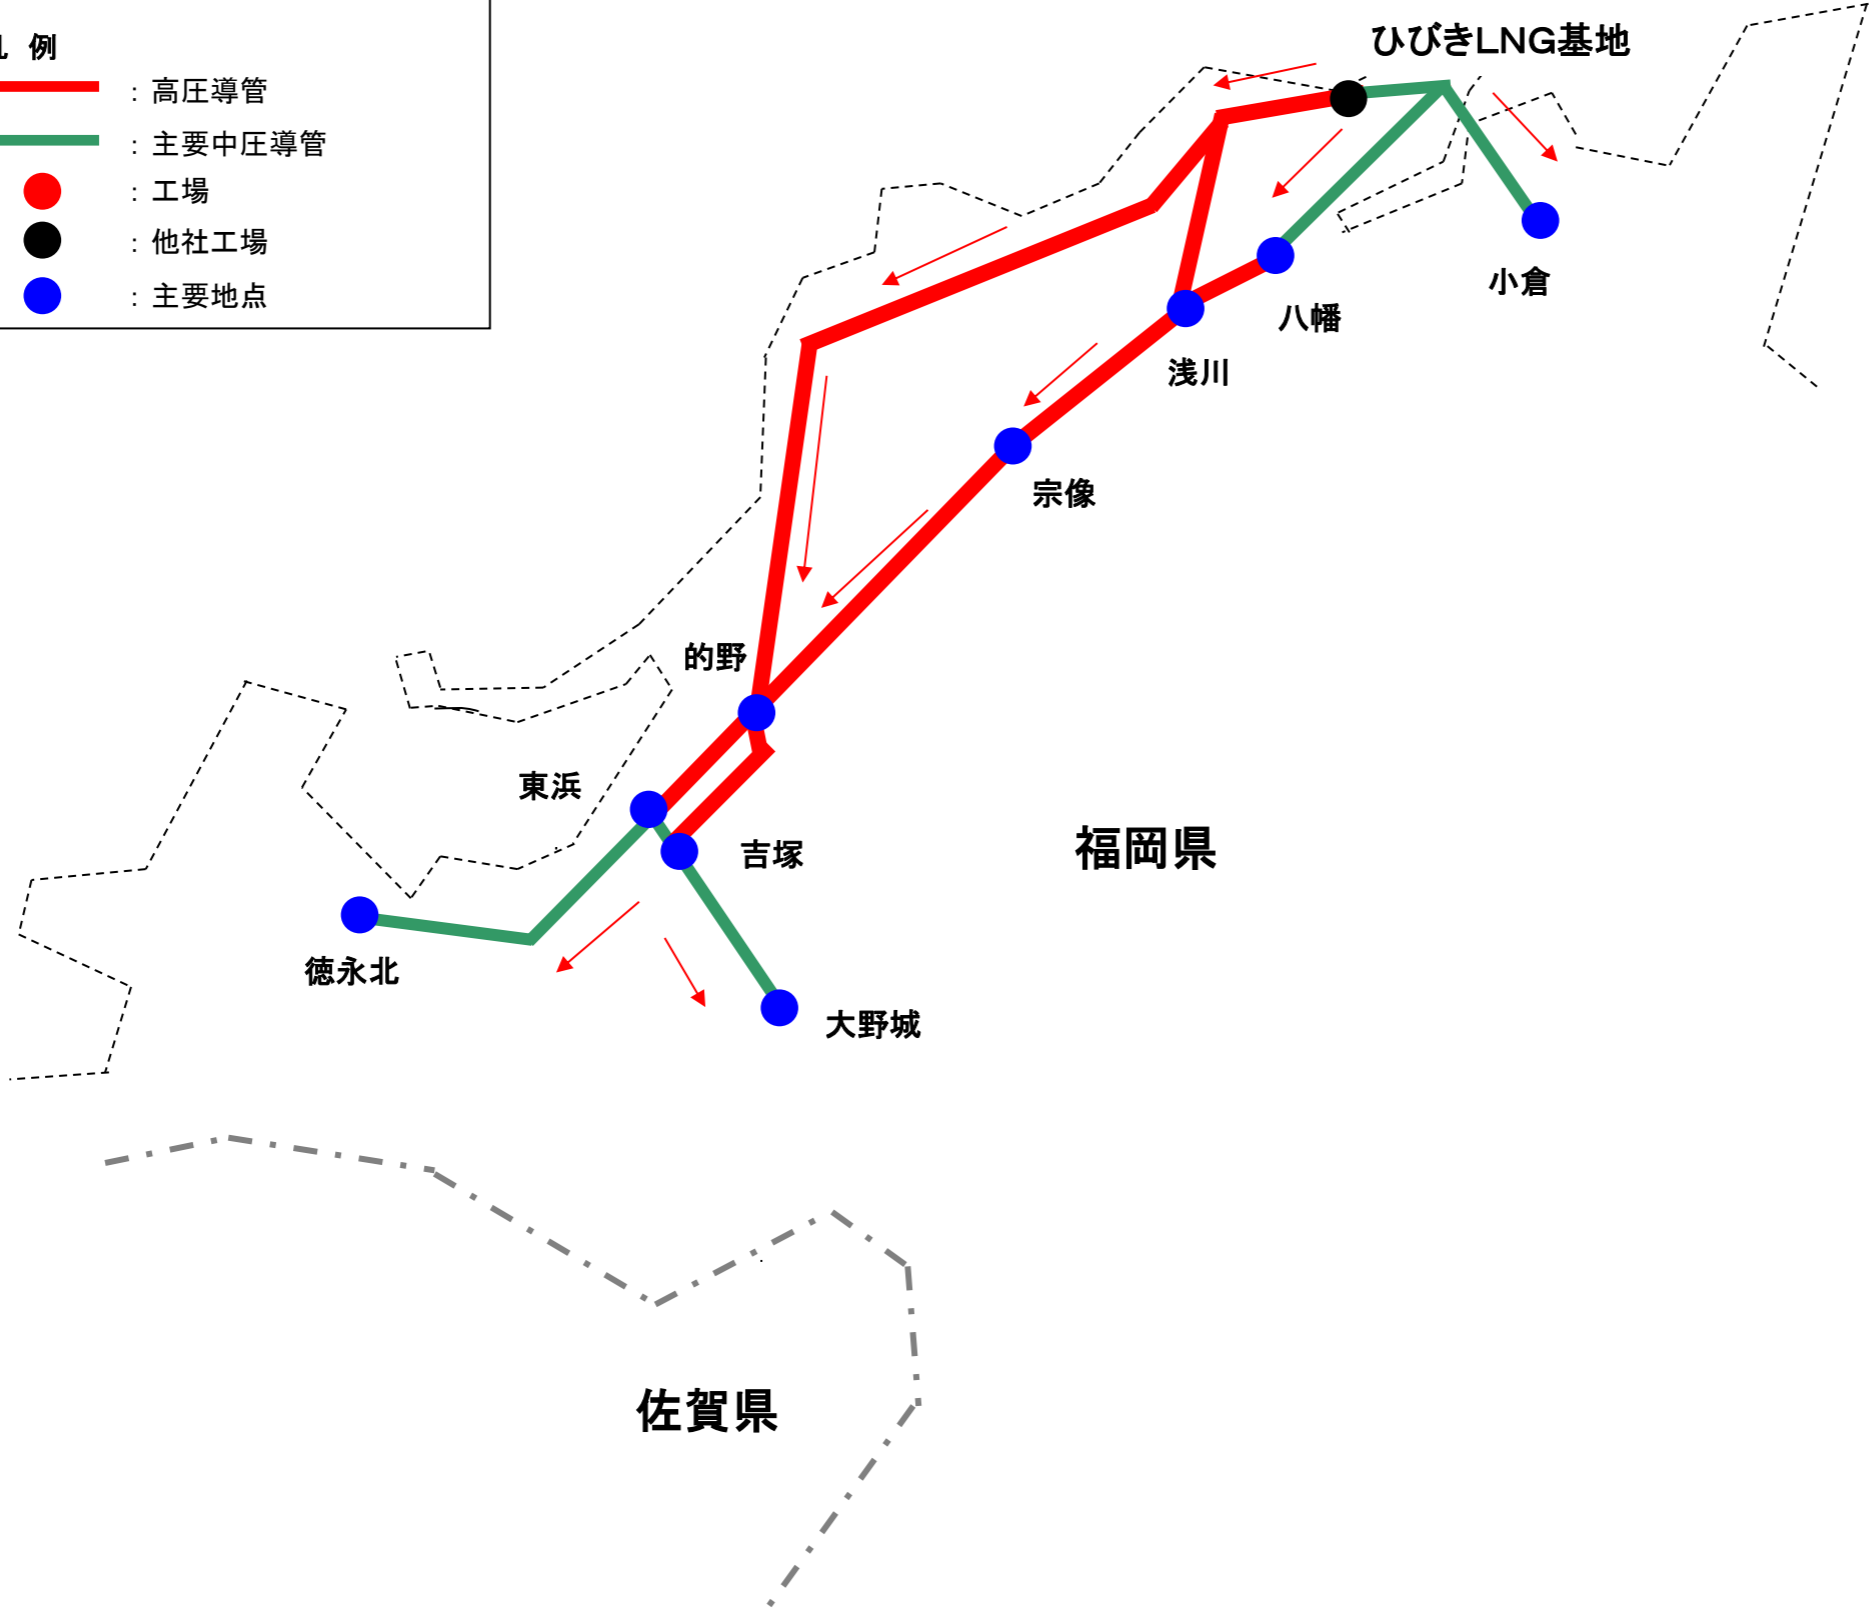 例
: 高圧導管
: 主要中圧導管
: 工場
: 他社工場
: 主要地点
ひびきLNG基地
小倉
八幡
浅川
宗像
的野
東浜
吉塚
福岡県
徳永北
大野城
佐賀県